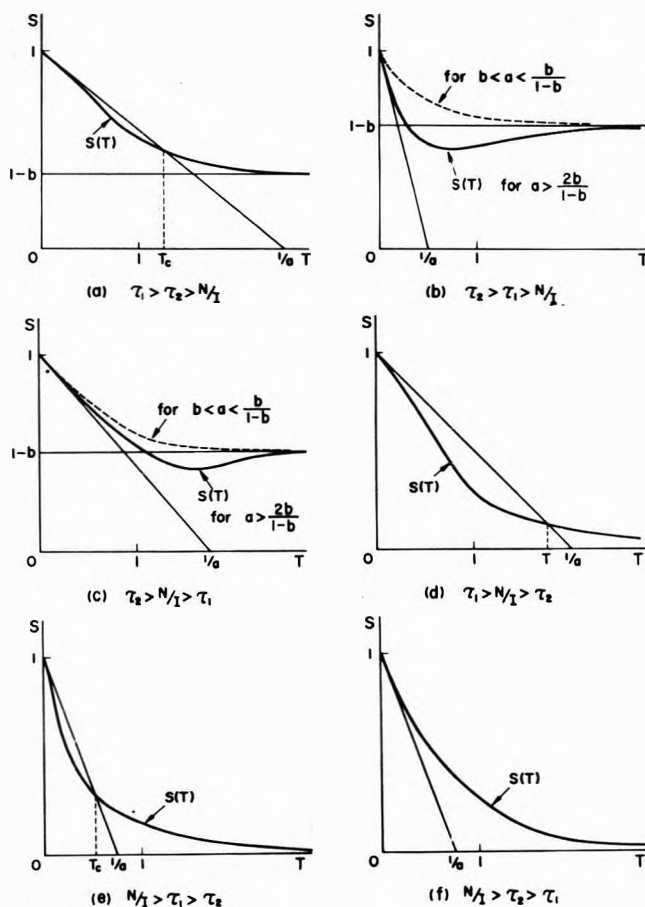 S
1
S(T)
1-b
0
1
Tc
1/a
T
(a) τ₁ > τ₂ > N/I
S
1
for b < a < b/1-b
1-b
S(T)
for a > 2b/1-b
0
1/a
1
T
(b) τ₂ > τ₁ > N/I
S
1
for b < a < b/1-b
1-b
S(T)
for a > 2b/1-b
0
1
1/a
T
(c) τ₂ > N/I > τ₁
S
1
S(T)
0
1
T
1/a
T
(d) τ₁ > N/I > τ₂
S
1
S(T)
0
Tc
1/a
1
T
(e) N/I > τ₁ > τ₂
S
1
S(T)
0
1/a
1
T
(f) N/I > τ₂ > τ₁